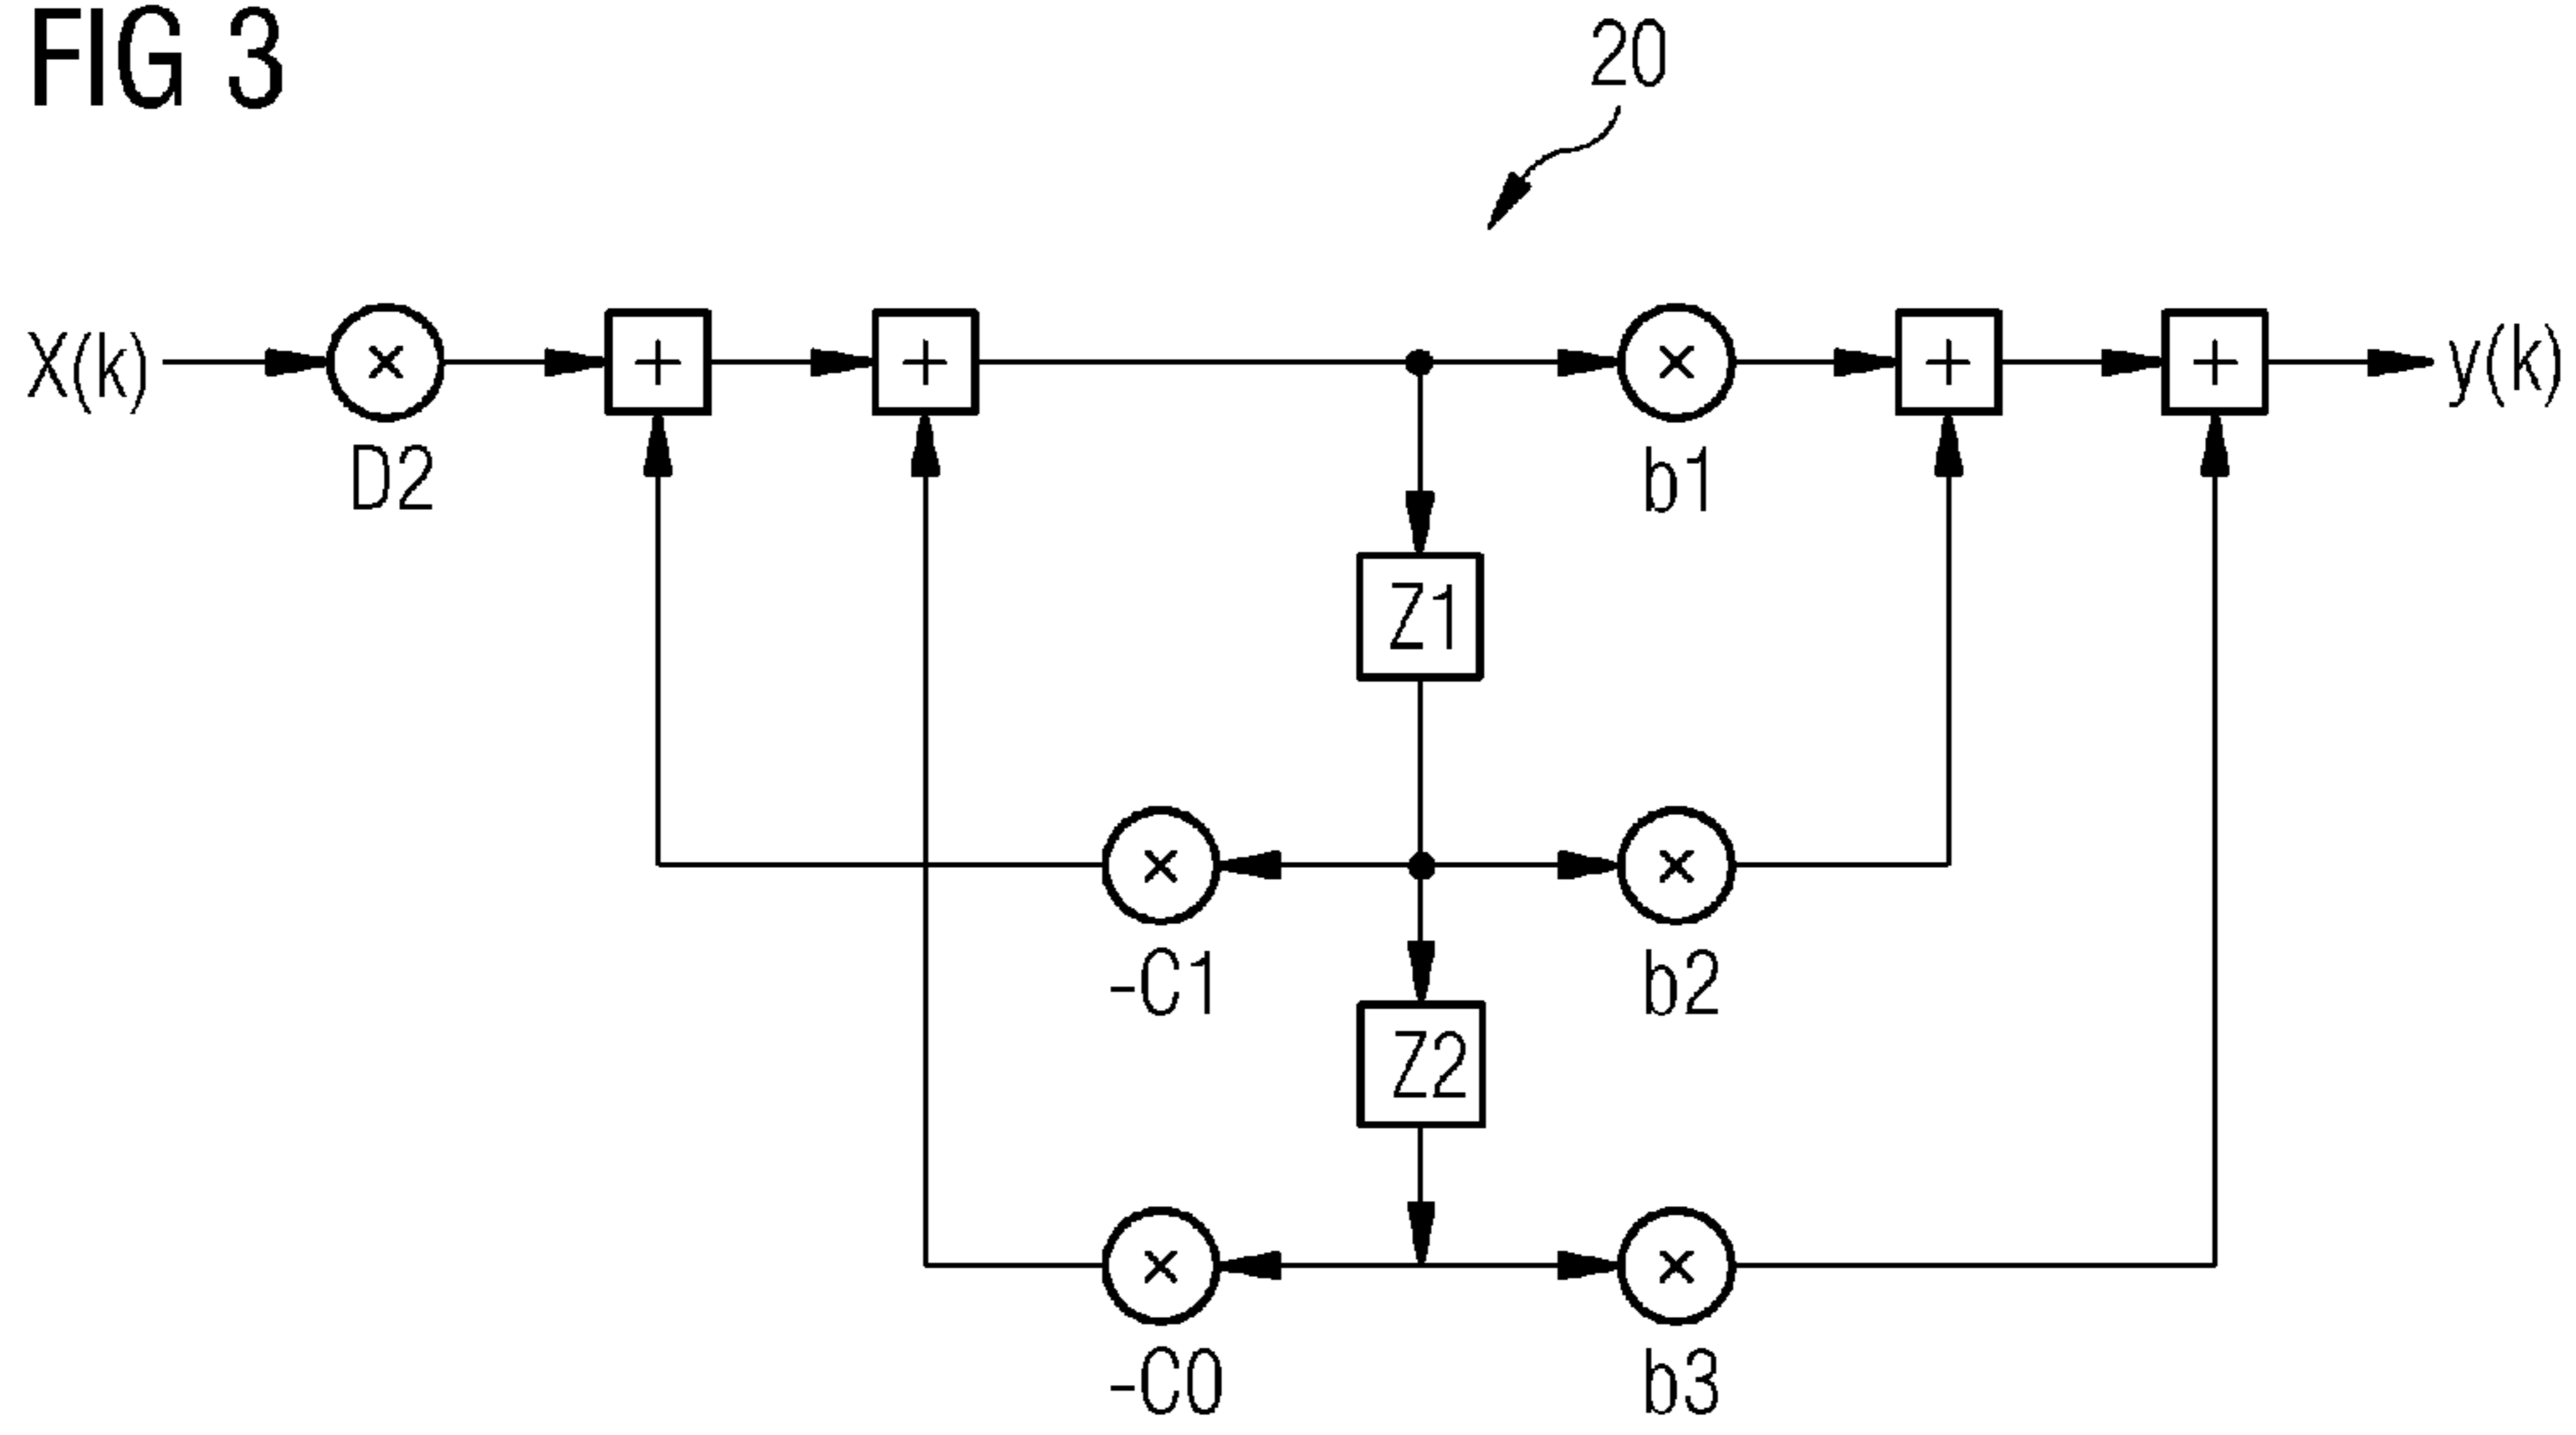 FIG 3
20
X(k)
+
+
+
+
y(k)
D2
b1
Z1
-C1
b2
Z2
-C0
b3